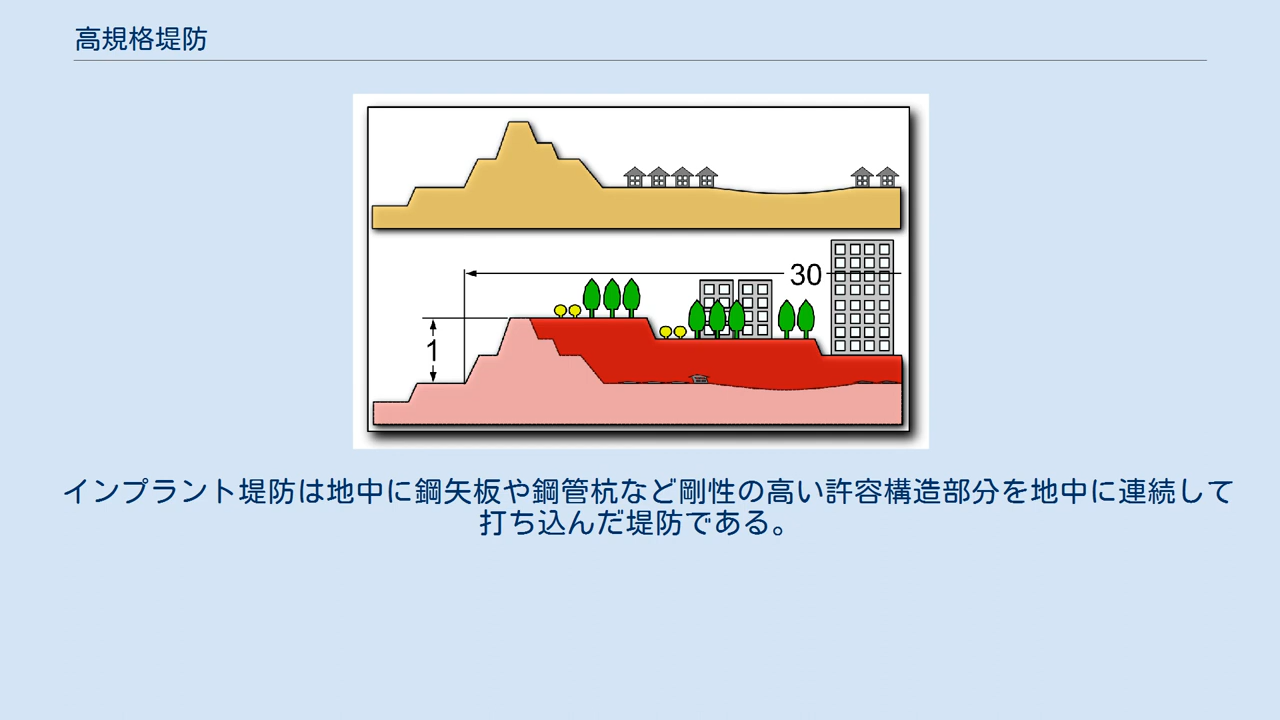 高規格堤防
30
1
インプラント堤防は地中に鋼矢板や鋼管杭など剛性の高い許容構造部分を地中に連続して
打ち込んだ堤防である。